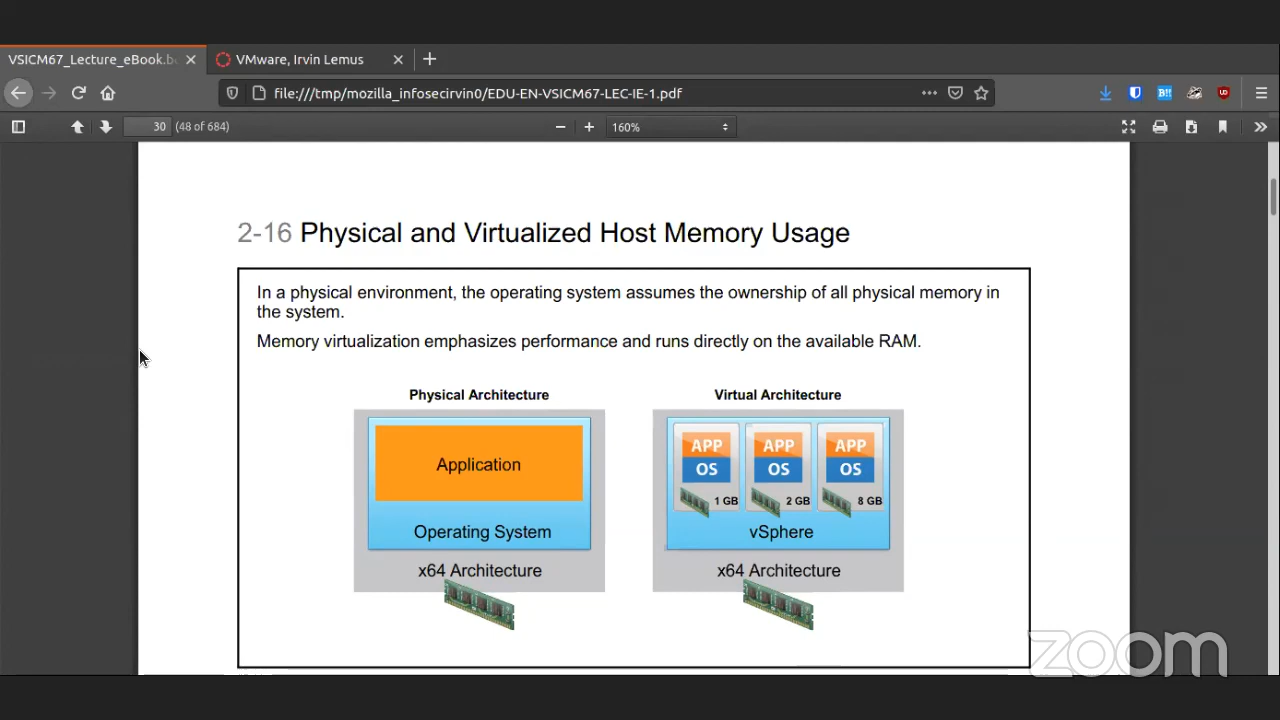 VSICM67_Lecture_eBook.bo
VMware, Irvin Lemus
file:///tmp/mozilla_infosecirvin0/EDU-EN-VSICM67-LEC-IE-1.pdf
B!!
30 (48 of 684)
160%
2-16 Physical and Virtualized Host Memory Usage
In a physical environment, the operating system assumes the ownership of all physical memory in
the system.
Memory virtualization emphasizes performance and runs directly on the available RAM.
Physical Architecture
Application
Operating System
x64 Architecture
Virtual Architecture
APP APP APP
OS OS OS
1 GB 2 GB 8 GB
vSphere
x64 Architecture
zoom